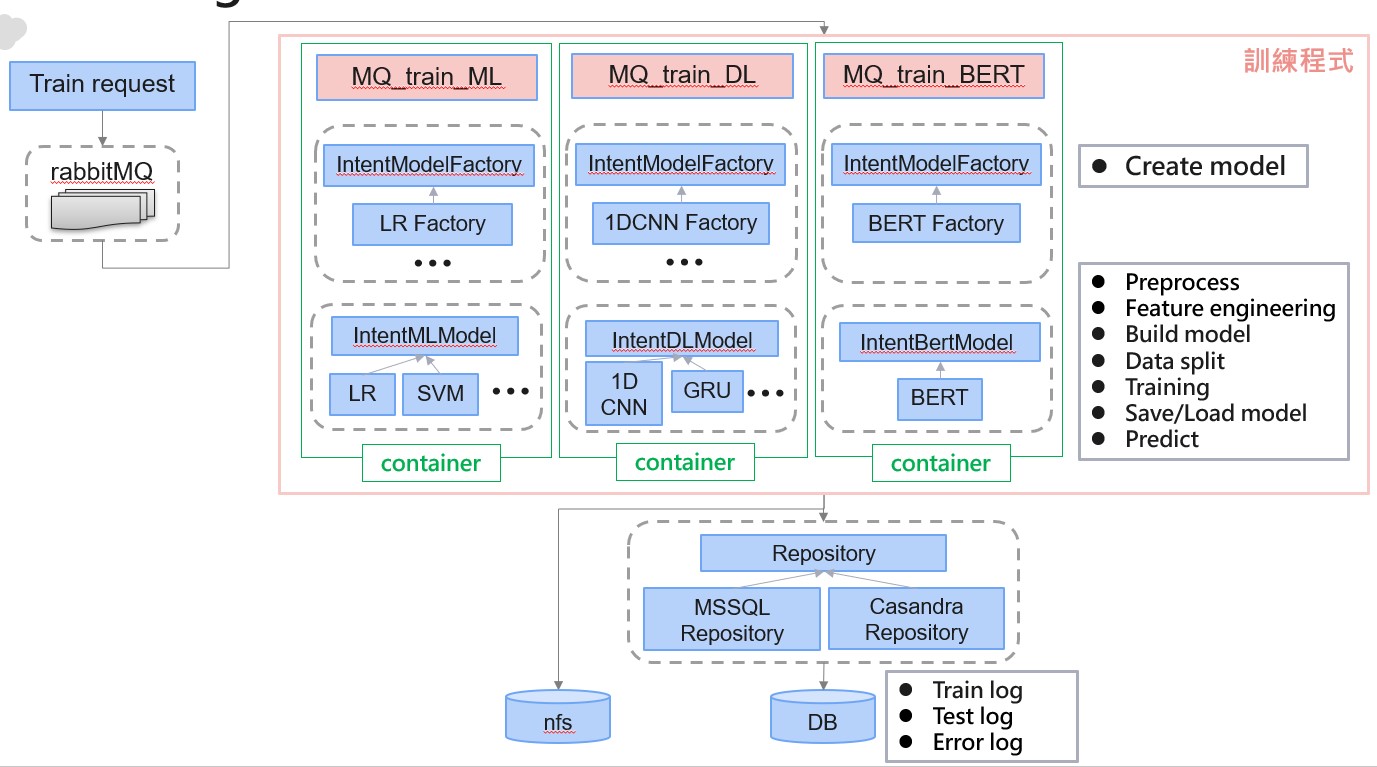 訓練程式
Train request
rabbitMQ
MQ_train_ML
IntentModelFactory
LR Factory
•••
IntentMLModel
LR
SVM
•••
container
MQ_train_DL
IntentModelFactory
1DCNN Factory
•••
IntentDLModel
1D
CNN
GRU
•••
container
MQ_train_BERT
IntentModelFactory
BERT Factory
IntentBertModel
BERT
container
● Create model
● Preprocess
● Feature engineering
● Build model
● Data split
● Training
● Save/Load model
● Predict
Repository
MSSQL
Repository
Casandra
Repository
nfs
DB
● Train log
● Test log
● Error log